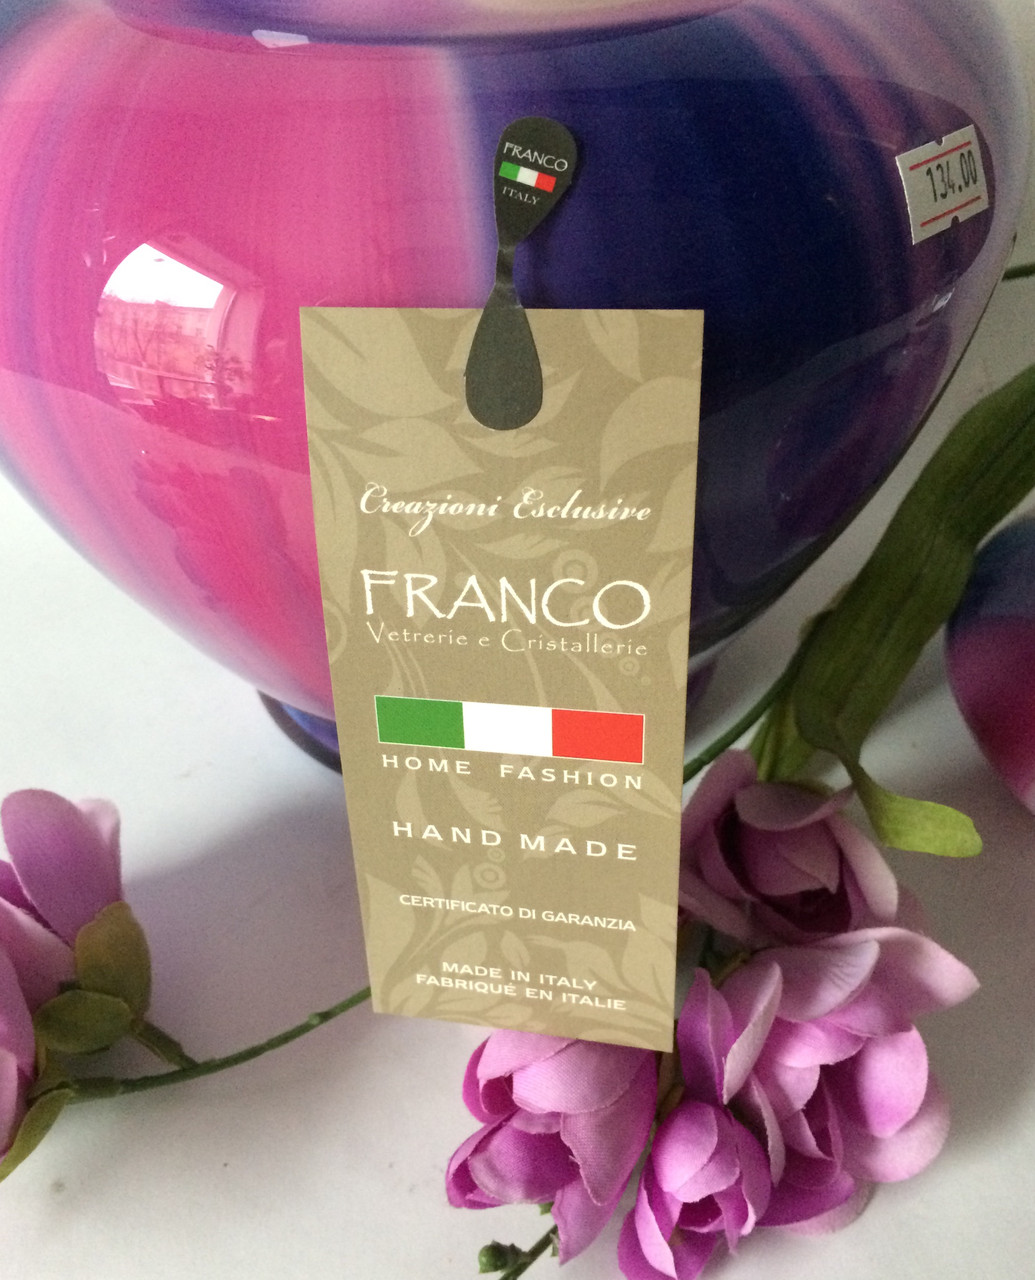 FRANCO
ITALY
134.00
Creazioni Esclusive
FRANCO
Vetrerie e Cristallerie
HOME FASHION
HAND MADE
CERTIFICATO DI GARANZIA
MADE IN ITALY
FABRIQUÉ EN ITALIE